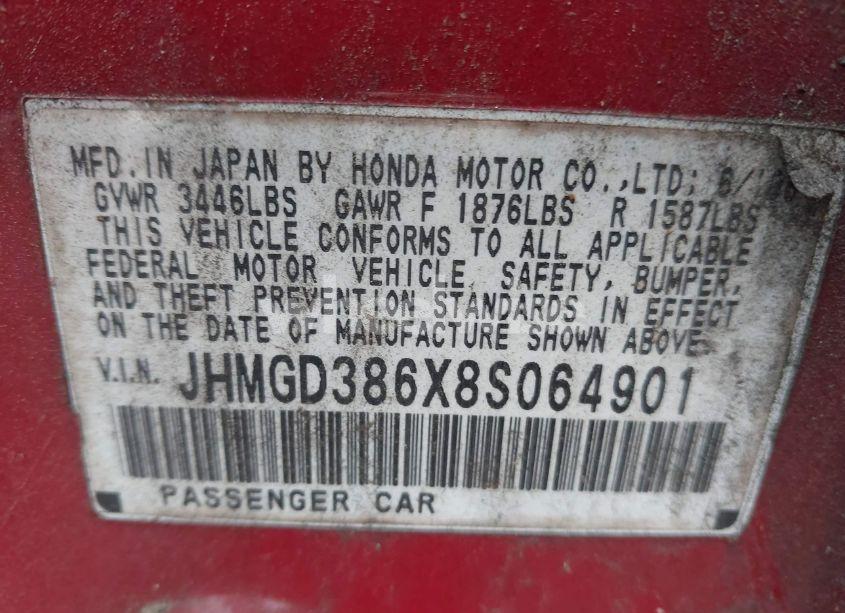 MFD.IN JAPAN BY HONDA MOTOR CO.,LTD; 6/'
GVWR 3446LBS GAWR F 1876LBS R 1587LBS
THIS VEHICLE CONFORMS TO ALL APPLICABLE
FEDERAL MOTOR VEHICLE SAFETY, BUMPER,
AND THEFT PREVENTION STANDARDS IN EFFECT
ON THE DATE OF MANUFACTURE SHOWN ABOVE.
V.I.N. JHMGD386X8S064901
PASSENGER CAR